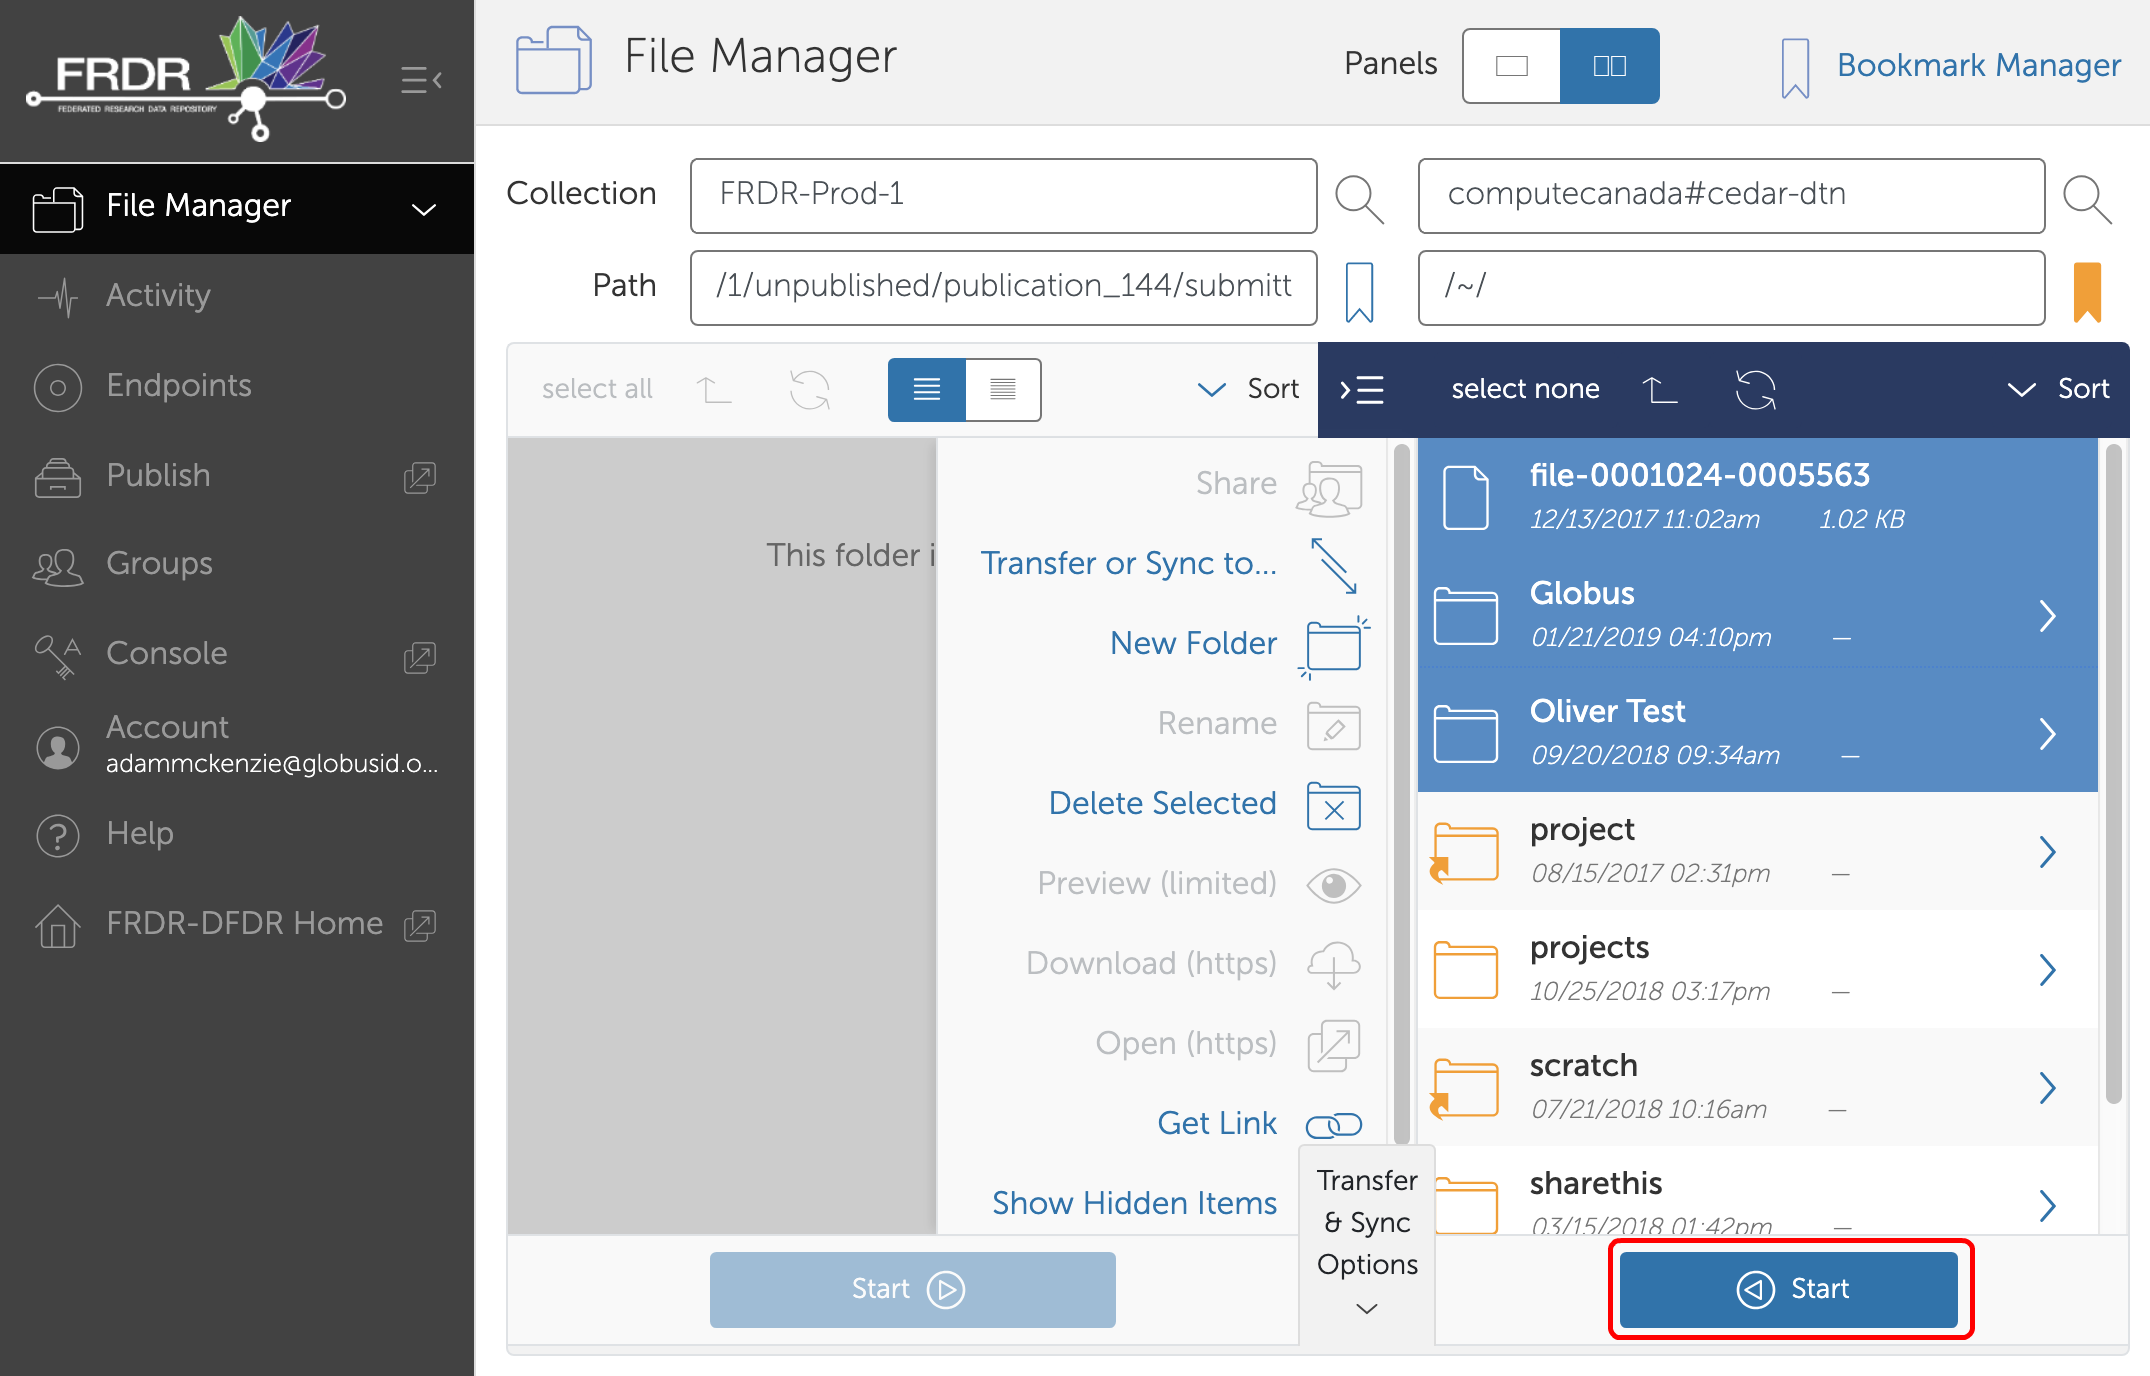 FRDR
FEDERATED RESEARCH DATA REPOSITORY
File Manager
Activity
Endpoints
Publish
Groups
Console
Account
adammckenzie@globusid.o...
Help
FRDR-DFDR Home
File Manager
Panels
Bookmark Manager
Collection
FRDR-Prod-1
computecanada#cedar-dtn
Path
/1/unpublished/publication_144/submitt
/~/
select all
Sort
select none
Sort
This folder i
Share
Transfer or Sync to...
New Folder
Rename
Delete Selected
Preview (limited)
Download (https)
Open (https)
Get Link
Show Hidden Items
file-0001024-0005563
12/13/2017 11:02am 1.02 KB
Globus
01/21/2019 04:10pm —
Oliver Test
09/20/2018 09:34am —
project
08/15/2017 02:31pm —
projects
10/25/2018 03:17pm —
scratch
07/21/2018 10:16am —
sharethis
03/15/2018 01:42pm —
Start
Transfer
& Sync
Options
Start